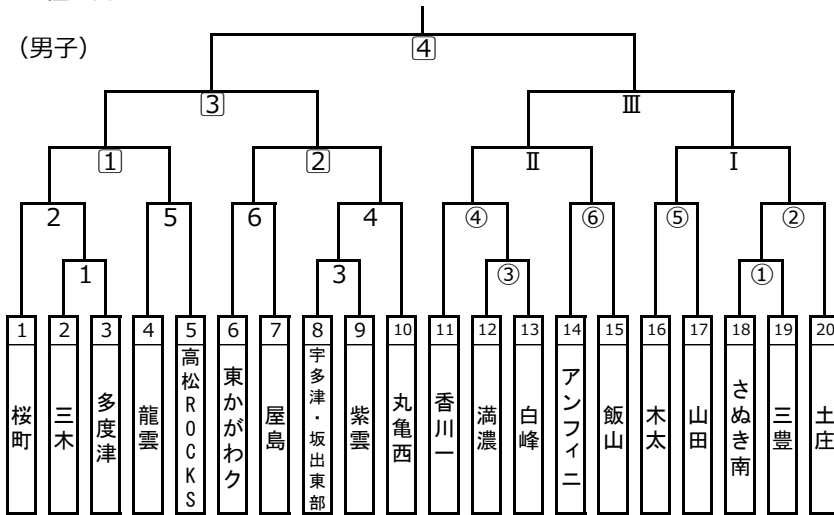 （男子）
4
3
Ⅲ
1
2
Ⅱ
Ⅰ
2
5
6
4
④
⑥
⑤
②
1
3
③
①
1 2 3 4 5 6 7 8 9 10 11 12 13 14 15 16 17 18 19 20
桜町
三木
多度津
龍雲
高松ROCKS
東かがわク
屋島
宇多津・坂出東部
紫雲
丸亀西
香川一
満濃
白峰
アンフィニ
飯山
木太
山田
さぬき南
三豊
土庄